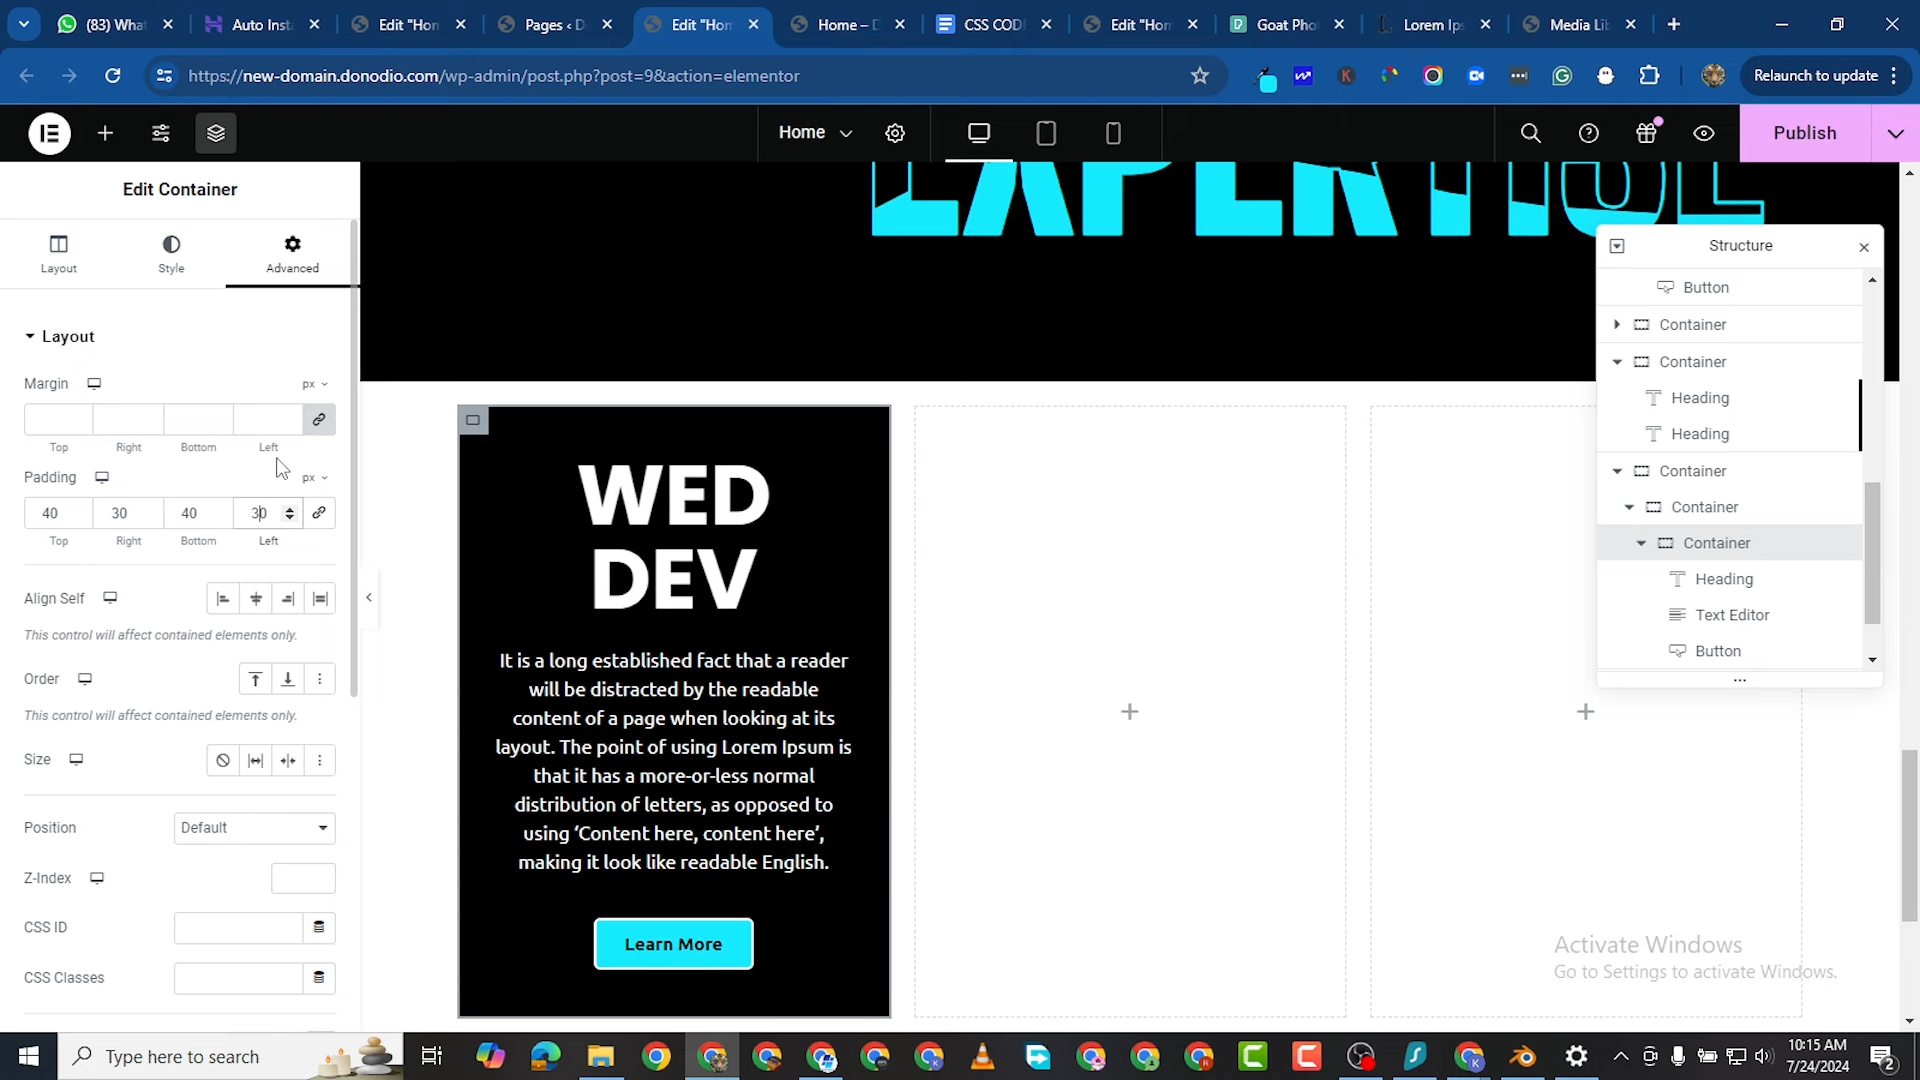 (83) What
Auto Inst
Edit "Hom
Pages ‹ D
Edit "Hom
Home – D
CSS CODE
Edit "Hom
Goat Pho
Lorem Ips
Media Lib
https://new-domain.donodio.com/wp-admin/post.php?post=9&action=elementor
Relaunch to update
Home
Publish
Edit Container
Layout
Style
Advanced
Layout
Margin
px
Top
Right
Bottom
Left
Padding
px
40
30
40
30
Top
Right
Bottom
Left
Align Self
This control will affect contained elements only.
Order
This control will affect contained elements only.
Size
Position
Default
Z-Index
CSS ID
CSS Classes
EXPERTISE
WED
DEV
It is a long established fact that a reader
will be distracted by the readable
content of a page when looking at its
layout. The point of using Lorem Ipsum is
that it has a more-or-less normal
distribution of letters, as opposed to
using ‘Content here, content here’,
making it look like readable English.
Learn More
Structure
Button
Container
Container
Heading
Heading
Container
Container
Container
Heading
Text Editor
Button
Activate Windows
Go to Settings to activate Windows.
Type here to search
10:15 AM
7/24/2024
2